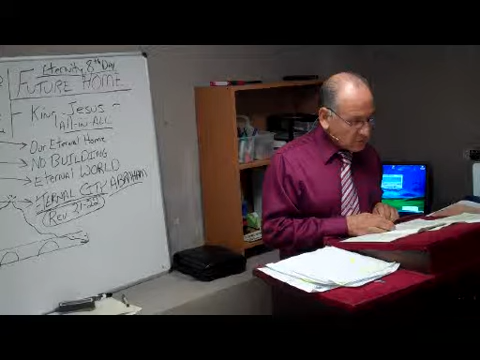 Eternity 8th Day
FUTURE HOME
King Jesus -
All-IN ALL
Our Eternal Home
NO BUILDING
Eternal WORLD
ETERNAL CITY ABRAHAM
(Rev 21-22)